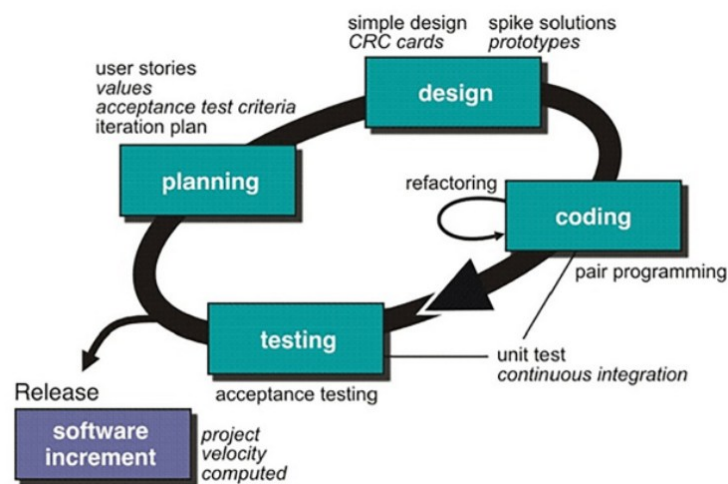 simple design
CRC cards
spike solutions
prototypes
user stories
values
acceptance test criteria
iteration plan
design
planning
refactoring
coding
pair programming
testing
unit test
continuous integration
acceptance testing
Release
software
increment
project
velocity
computed